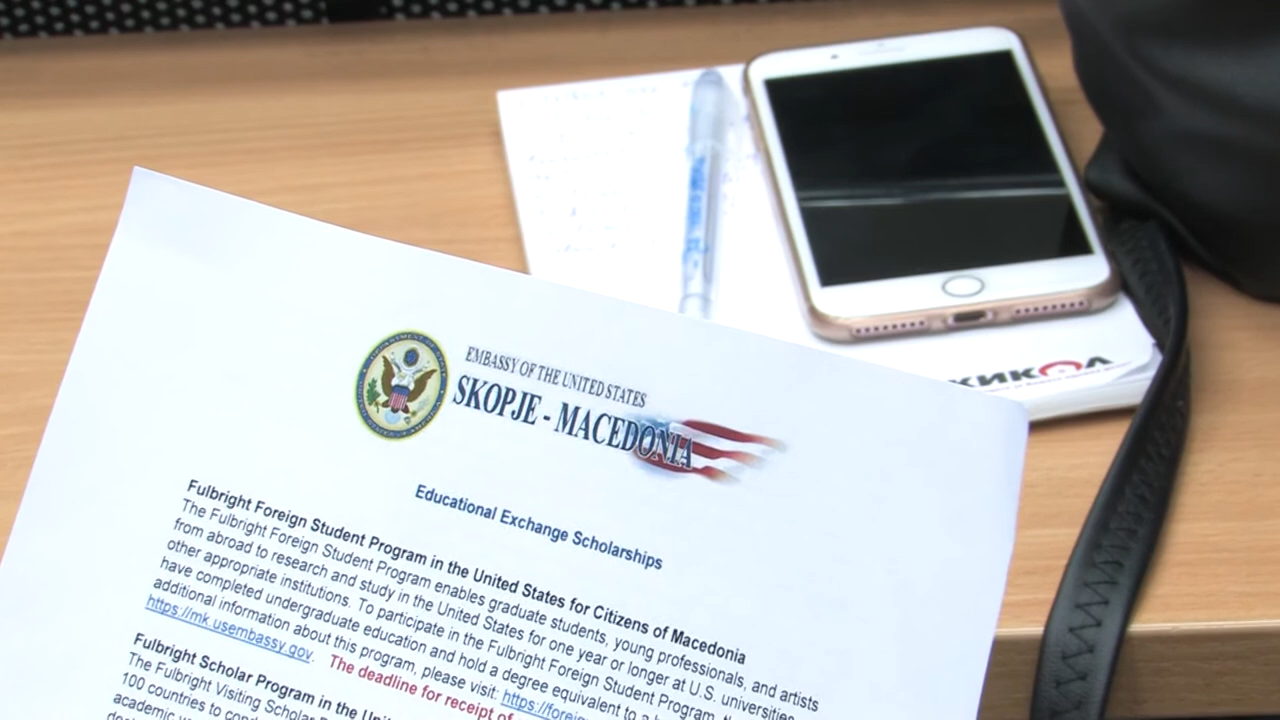 КИКОЛ
EMBASSY OF THE UNITED STATES
SKOPJE - MACEDONIA
Educational Exchange Scholarships
Fulbright Foreign Student Program in the United States for Citizens of Macedonia
The Fulbright Foreign Student Program enables graduate students, young professionals, and artists
from abroad to research and study in the United States for one year or longer at U.S. universities
other appropriate institutions. To participate in the Fulbright Foreign Student Program,
have completed undergraduate education and hold a degree equivalent to a
additional information about this program, please visit: https://foreig
https://mk.usembassy.gov. The deadline for receipt of
Fulbright Scholar Program in the Unit
The Fulbright Visiting Scholar
100 countries to cond
academic